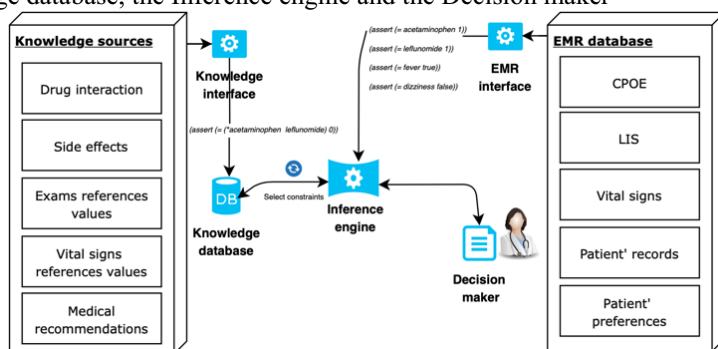 ge database, the Inference engine and the Decision maker
Knowledge sources
Drug interaction
Side effects
Exams references
values
Vital signs
references values
Medical
recommendations
Knowledge
interface
(assert (= (*acetaminophen leflunomide) 0))
DB
Knowledge
database
Select constraints
(assert (= acetaminophen 1))
(assert (= leflunomide 1))
(assert (= fever true))
(assert (= dizziness false))
Inference
engine
EMR
interface
Decision
maker
EMR database
CPOE
LIS
Vital signs
Patient' records
Patient'
preferences